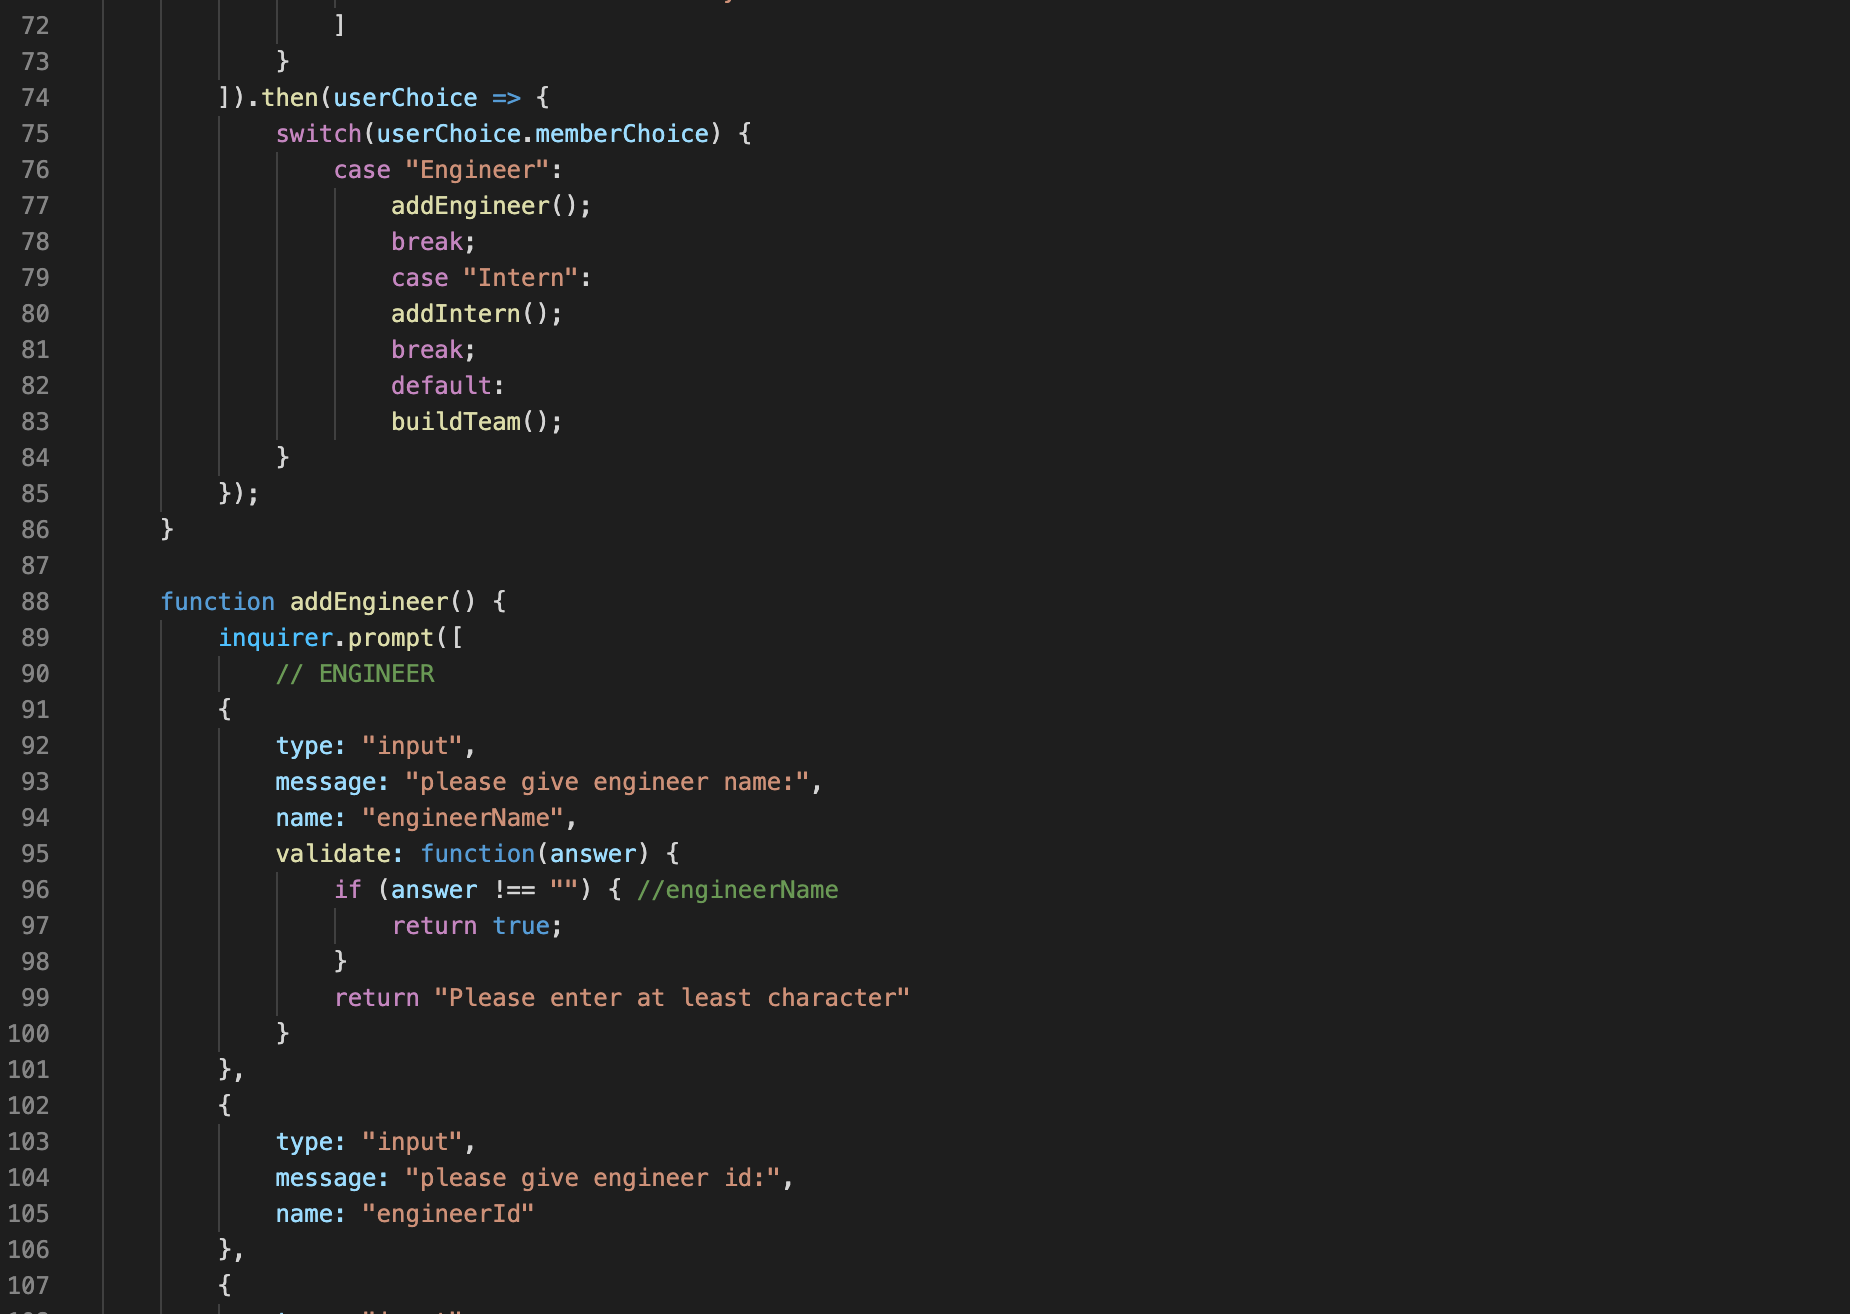 72                    ]
73                }
74            ]).then(userChoice => {
75                switch(userChoice.memberChoice) {
76                    case "Engineer":
77                        addEngineer();
78                        break;
79                        case "Intern":
80                        addIntern();
81                        break;
82                        default:
83                        buildTeam();
84                }
85            });
86        }
87
88        function addEngineer() {
89            inquirer.prompt([
90                // ENGINEER
91            {
92                type: "input",
93                message: "please give engineer name:",
94                name: "engineerName",
95                validate: function(answer) {
96                    if (answer !== "") { //engineerName
97                        return true;
98                    }
99                    return "Please enter at least character"
100                }
101            },
102            {
103                type: "input",
104                message: "please give engineer id:",
105                name: "engineerId"
106            },
107            {